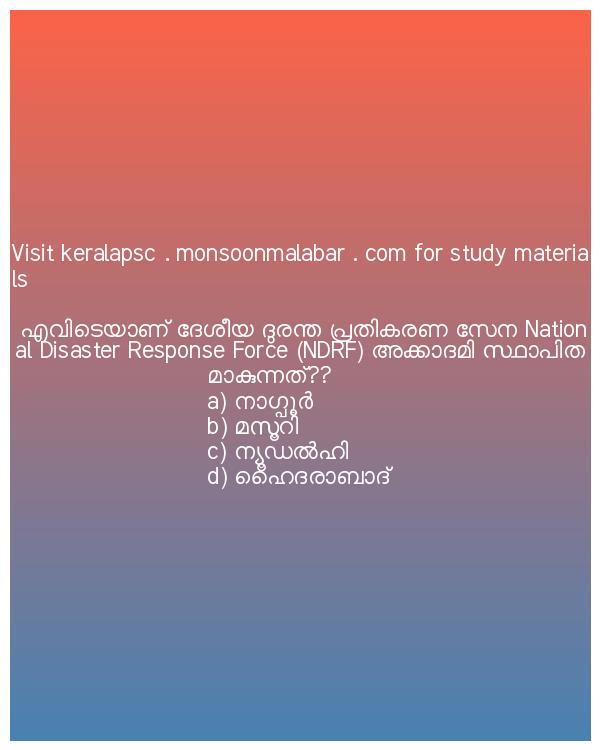 Visit keralapsc . monsoonmalabar . com for study materia
ls
എവിടെയാണ് ദേശീയ ദുരന്ത പ്രതികരണ സേന Nation
al Disaster Response Force (NDRF) അക്കാദമി സ്ഥാപിത
മാകുന്നത്??
a) നാഗ്പൂർ
b) മസൂറി
c) ന്യൂഡൽഹി
d) ഹൈദരാബാദ്